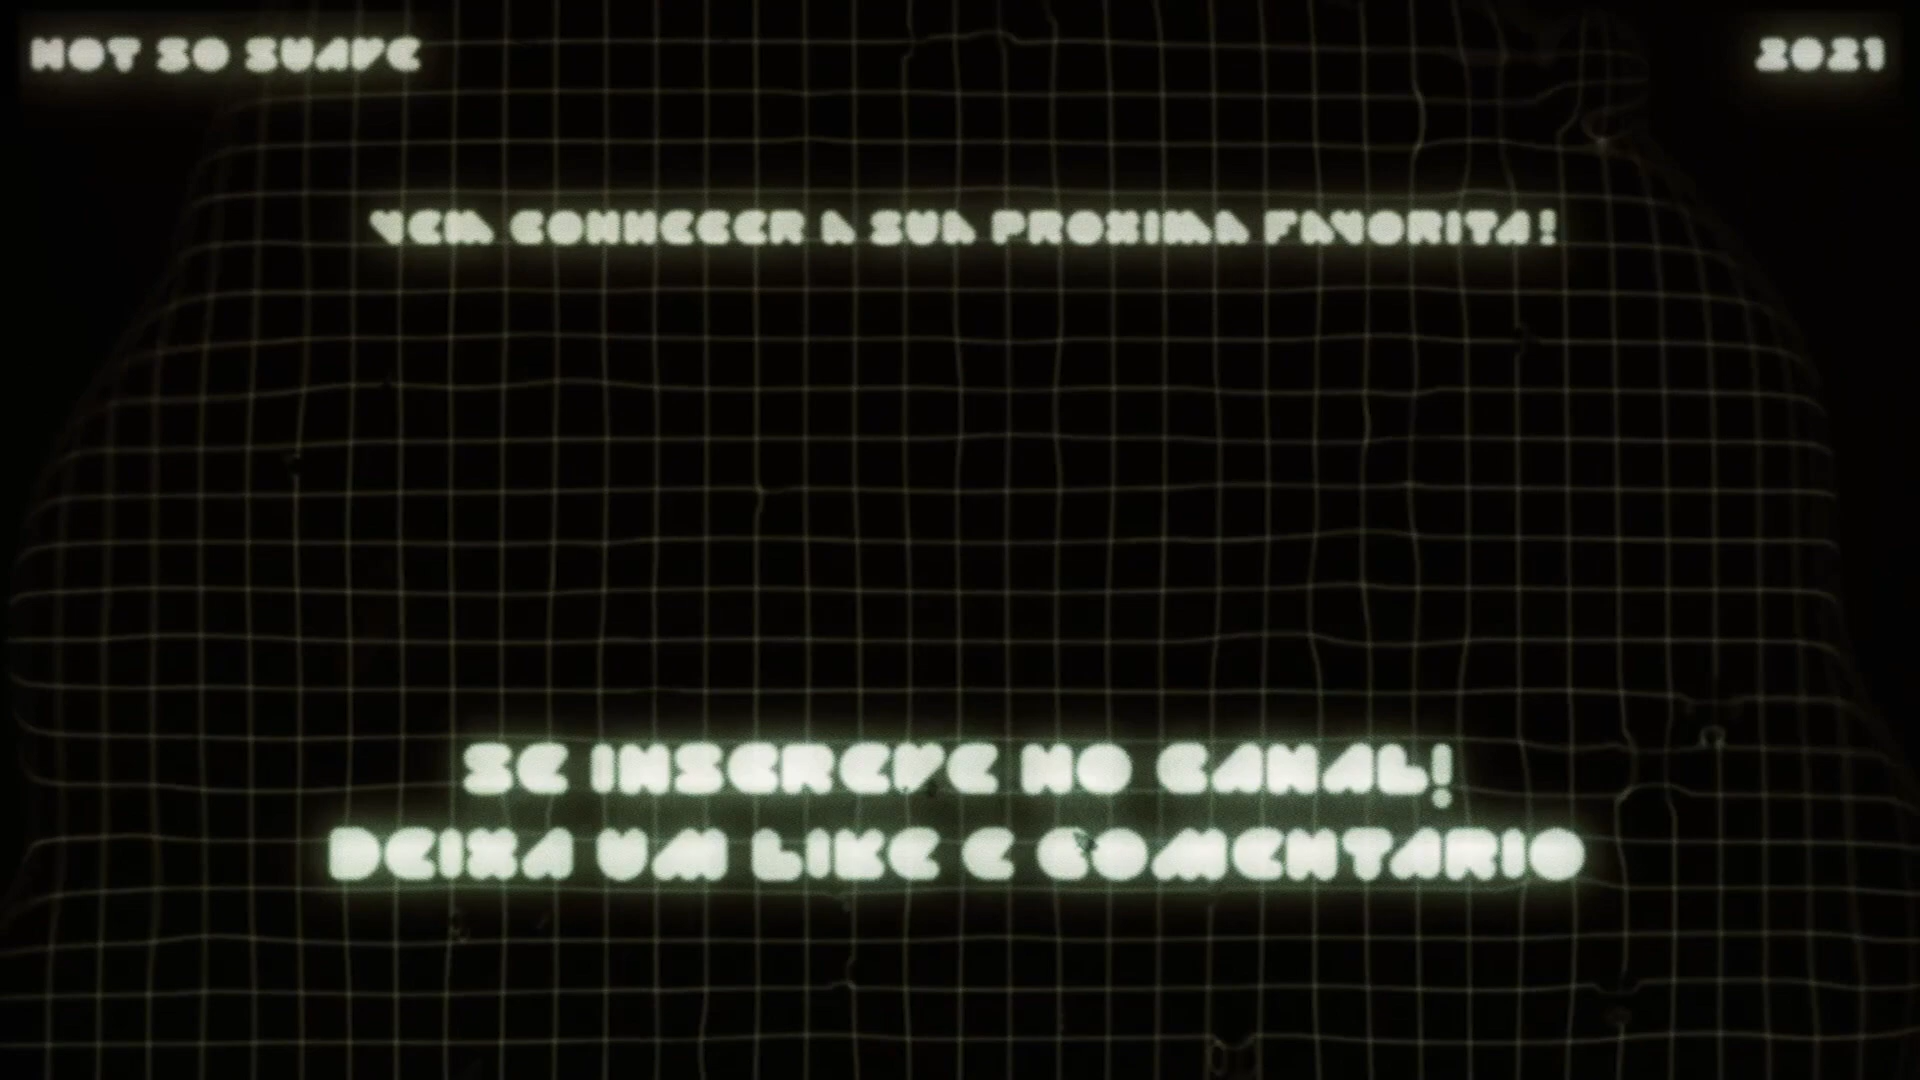 NOT SO SUAVE
2021
VEM CONHECER A SUA PROXIMA FAVORITA!
SE INSCREVE NO CANAL!
DEIXA UM LIKE E COMENTARIO